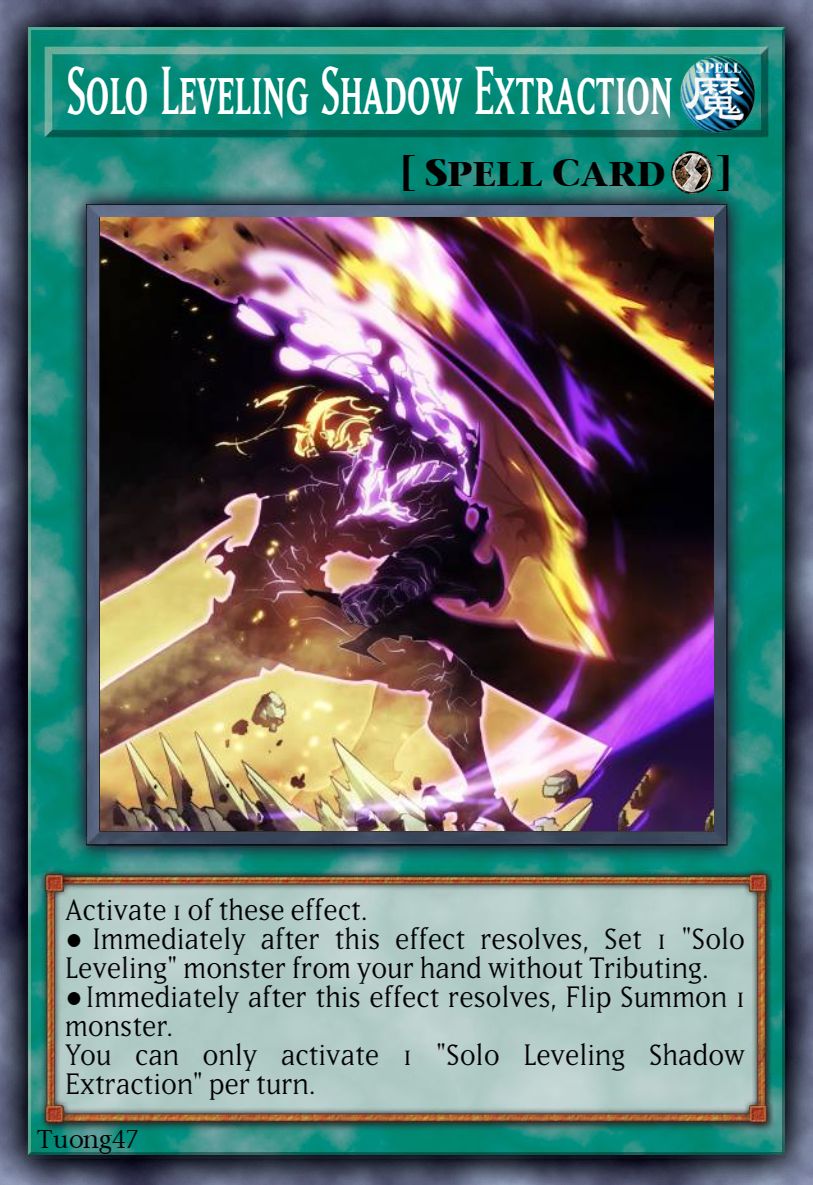 Solo Leveling Shadow Extraction
SPELL
魔
[ Spell Card ]
Activate 1 of these effect.
● Immediately after this effect resolves, Set 1 "Solo
Leveling" monster from your hand without Tributing.
●Immediately after this effect resolves, Flip Summon 1
monster.
You can only activate 1 "Solo Leveling Shadow
Extraction" per turn.
Tuong47